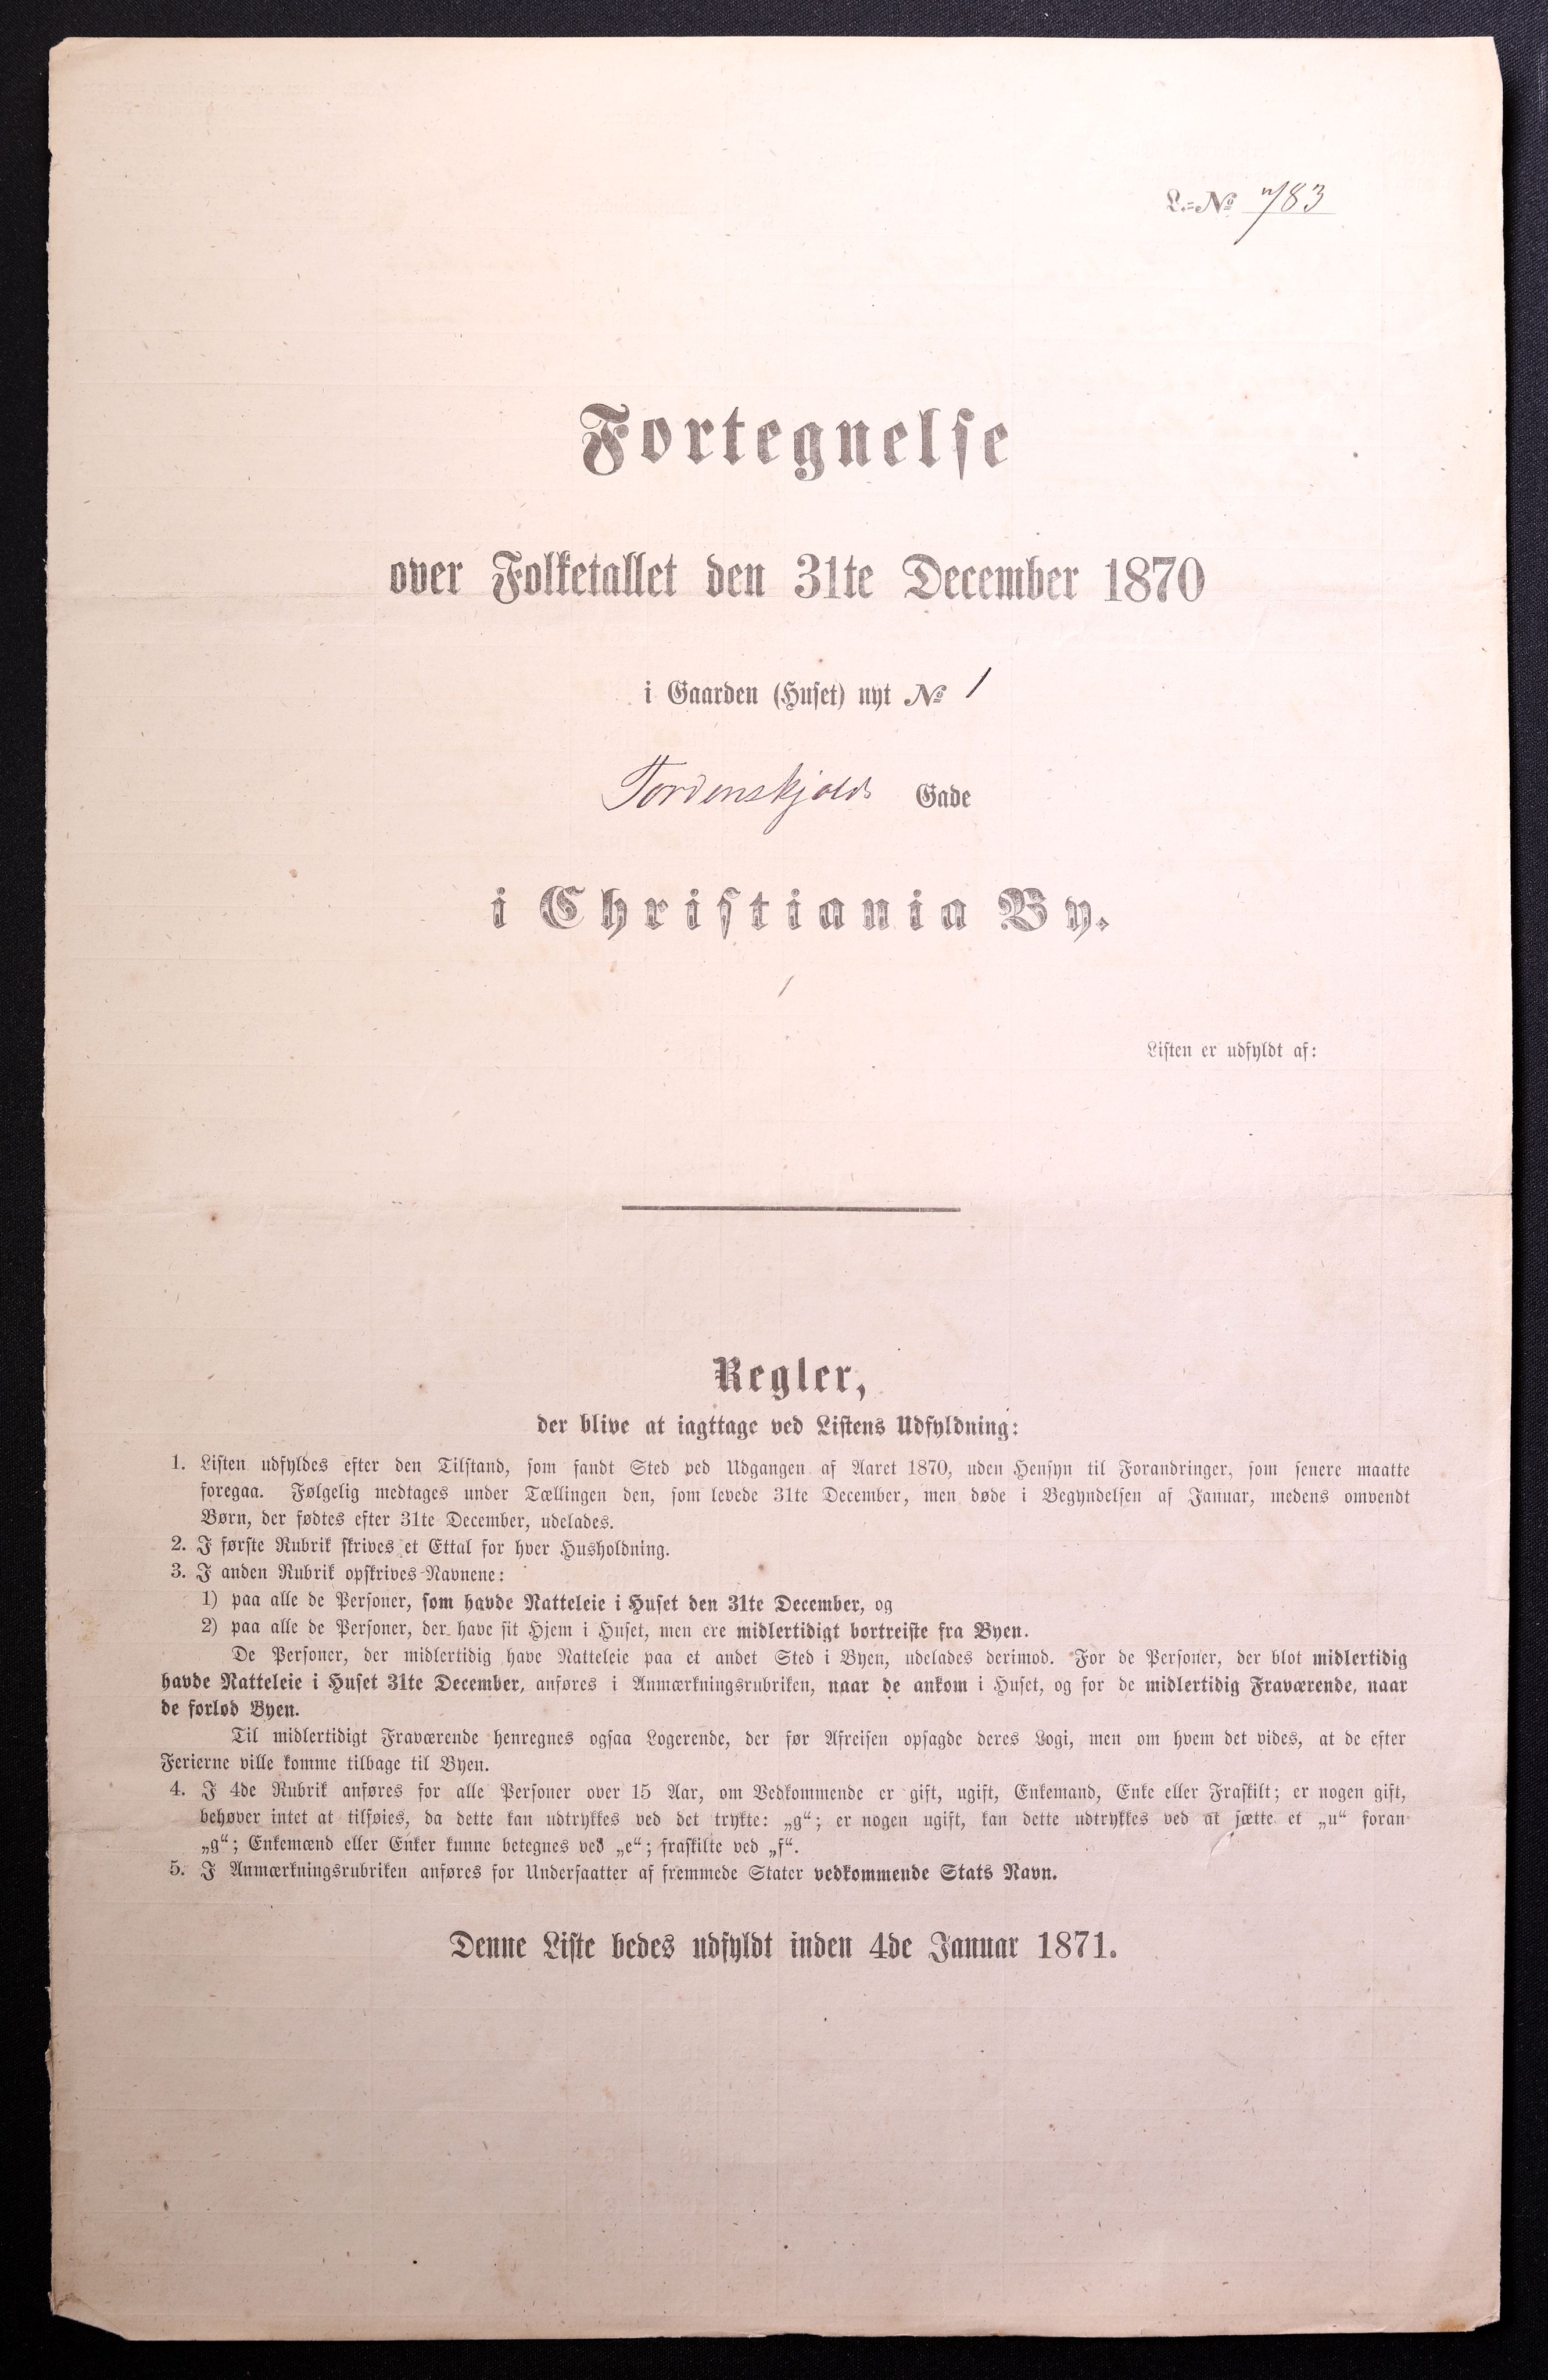 L.=No 783
Fortegnelse
over Folketallet den 31te December 1870
i Gaarden (Huset) nyt No 1
Tordenskjolds Gade
i Christiania By.
Listen er udfyldt af:
Regler,
der blive at iagttage ved Listens Udfyldning:
1. Listen udfyldes efter den Tilstand, som fandt Sted ved Udgangen af Aaret 1870, uden Hensyn til Forandringer, som senere maatte
foregaa. Følgelig medtages under Tællingen den, som levede 31te December, men døde i Begyndelsen af Januar, medens omvendt
Børn, der fødtes efter 31te December, udelades.
2. I første Rubrik skrives et Ettal for hver Husholdning.
3. I anden Rubrik opskrives Navnene:
1) paa alle de Personer, som havde Natteleie i Huset den 31te December, og
2) paa alle de Personer, der have sit Hjem i Huset, men ere midlertidigt bortreiste fra Byen.
De Personer, der midlertidig have Natteleie paa et andet Sted i Byen, udelades derimod. For de Personer, der blot midlertidig
havde Natteleie i Huset 31te December, anføres i Anmærkningsrubriken, naar de ankom i Huset, og for de midlertidig Fraværende, naar
de forlod Byen.
Til midlertidigt Fraværende henregnes ogsaa Logerende, der før Afreisen opsagde deres Logi, men om hvem det vides, at de efter
Ferierne ville komme tilbage til Byen.
4. I 4de Rubrik anføres for alle Personer over 15 Aar, om Vedkommende er gift, ugift, Enkemand, Enke eller Fraskilt; er nogen gift,
behøver intet at tilføies, da dette kan udtrykkes ved det trykte: „g“; er nogen ugift, kan dette udtrykkes ved at sætte et „u“ foran
„g“; Enkemænd eller Enker kunne betegnes ved „e“; fraskilte ved „f“.
5. I Anmærkningsrubriken anføres for Undersaatter af fremmede Stater vedkommende Stats Navn.
Denne Liste bedes udfyldt inden 4de Januar 1871.